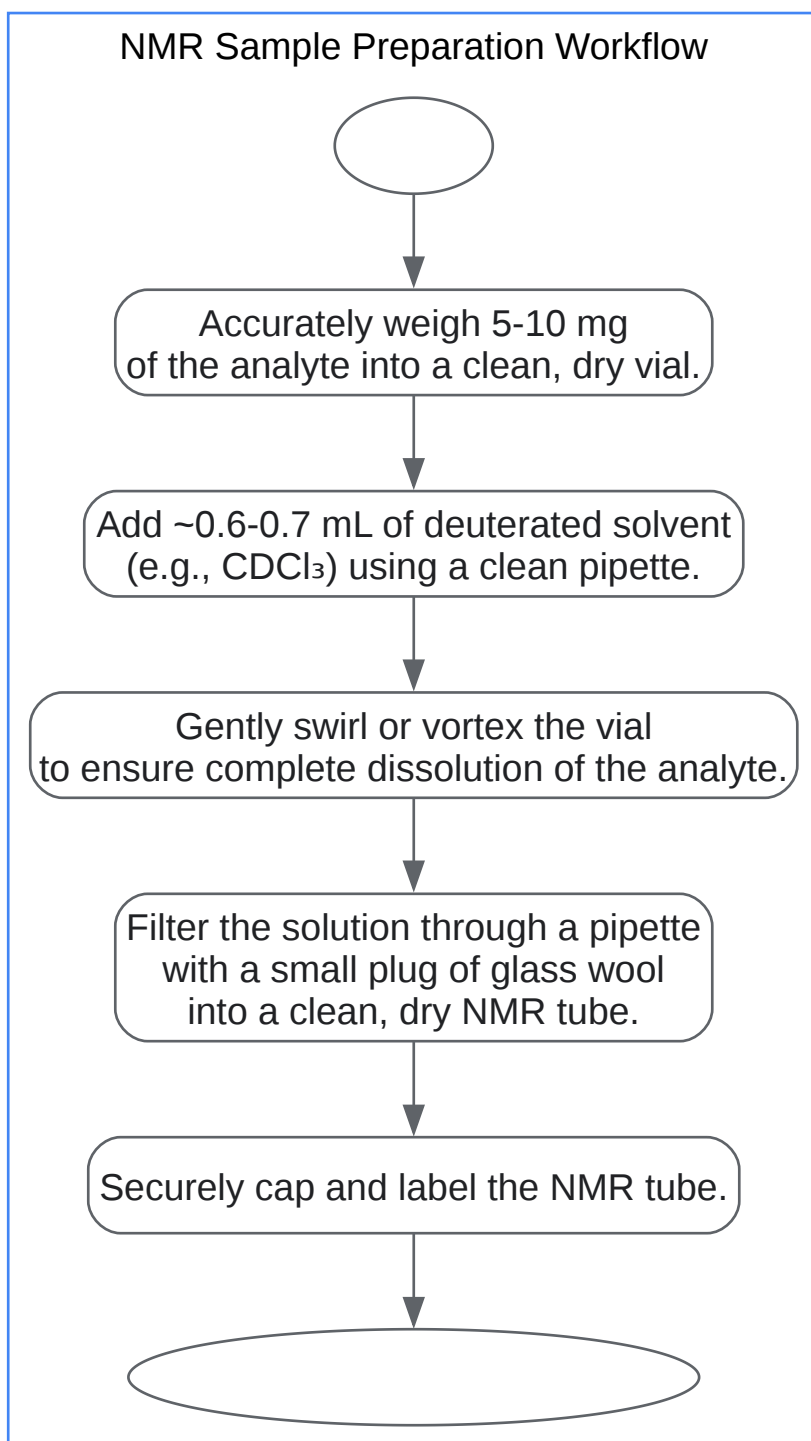 NMR Sample Preparation Workflow
Accurately weigh 5-10 mg
of the analyte into a clean, dry vial.
Add ~0.6-0.7 mL of deuterated solvent
(e.g., CDCl₃) using a clean pipette.
Gently swirl or vortex the vial
to ensure complete dissolution of the analyte.
Filter the solution through a pipette
with a small plug of glass wool
into a clean, dry NMR tube.
Securely cap and label the NMR tube.